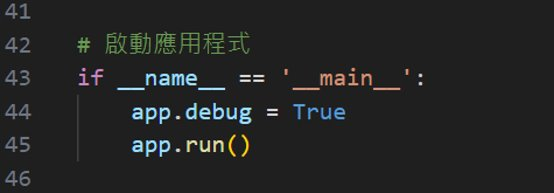 41
42 # 啟動應用程式
43 if __name__ == '__main__':
44     app.debug = True
45     app.run()
46